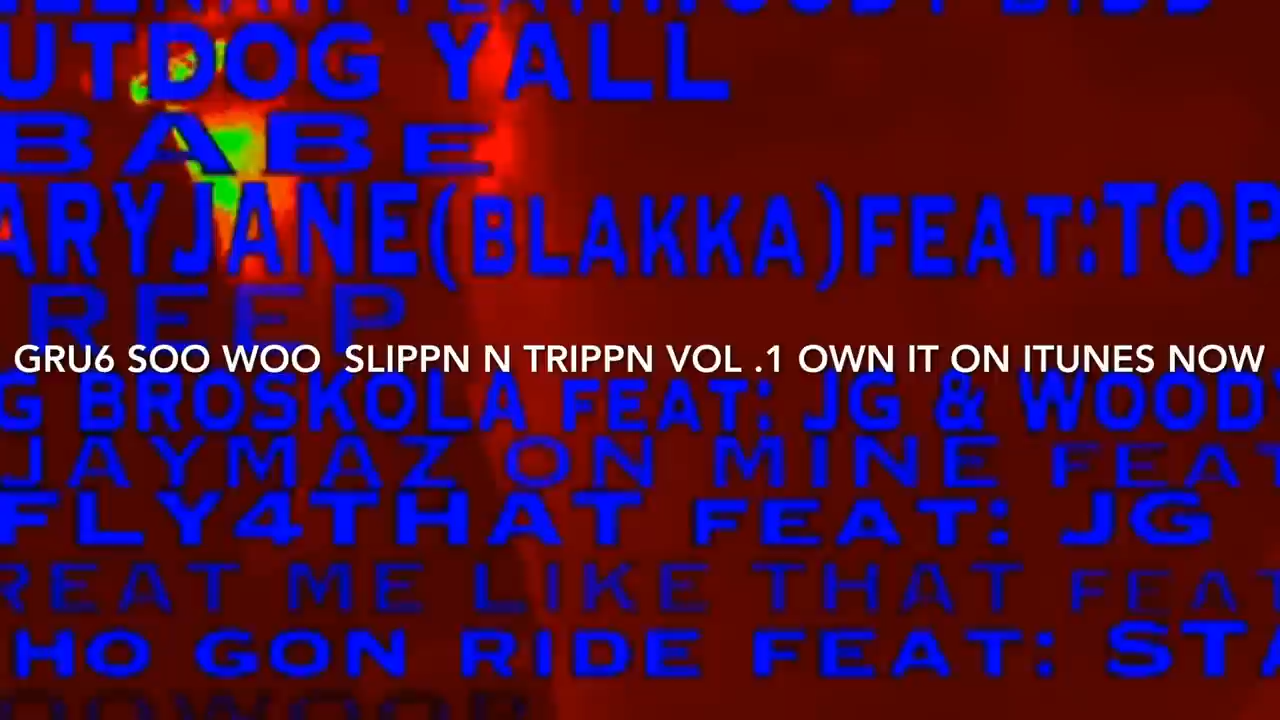 UTDOG YALL
BABE
ARYJANE(BLAKKA)FEAT:TOP
REEP
GRU6 SOO WOO  SLIPPN N TRIPPN VOL .1 OWN IT ON ITUNES NOW
G BROSKOLA FEAT: JG & WOOD
JAYMAZ ON MINE FEAT
FLY4THAT FEAT: JG
REAT ME LIKE THAT FEAT
HO GON RIDE FEAT: STA